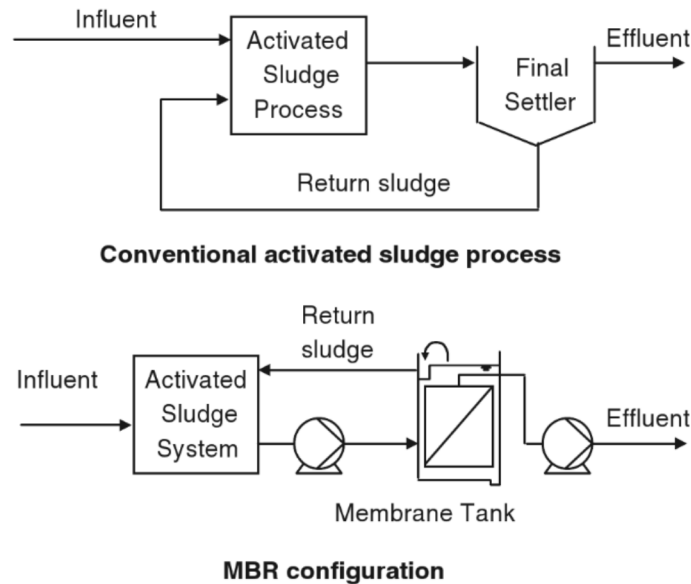 Influent
Activated
Sludge
Process
Final
Settler
Effluent
Return sludge
Conventional activated sludge process
Return
sludge
Influent
Activated
Sludge
System
Effluent
Membrane Tank
MBR configuration